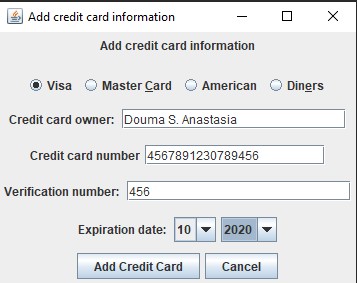 Add credit card information
Add credit card information
Visa Master Card American Diners
Credit card owner: Douma S. Anastasia
Credit card number 4567891230789456
Verification number: 456
Expiration date: 10 2020
Add Credit Card Cancel